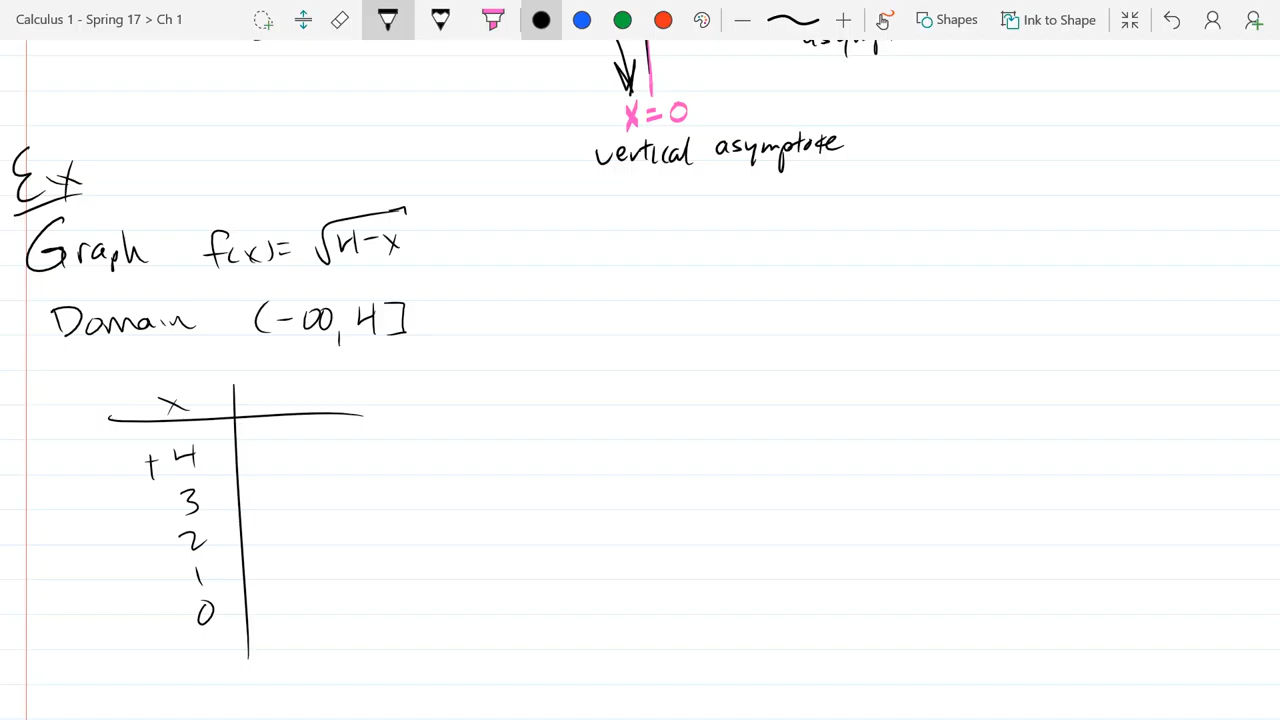 Calculus 1 - Spring 17 > Ch 1
Shapes
Ink to Shape
x = 0
vertical asymptote
Ex
Graph f(x) = √4-x
Domain (-∞, 4]
x
+4
3
2
1
0